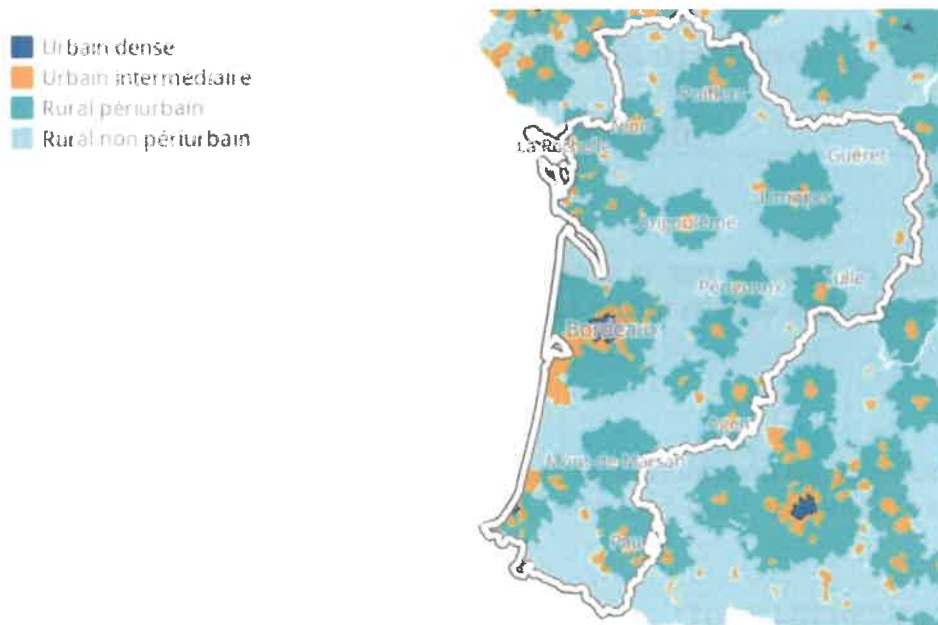 Urbain dense
Urbain intermédiaire
Rural périurbain
Rural non périurbain
Poitiers
Niort
La Rochelle
Guéret
Limoges
Angoulême
Périgueux
Tulle
Bordeaux
Agen
Mont-de-Marsan
Pau